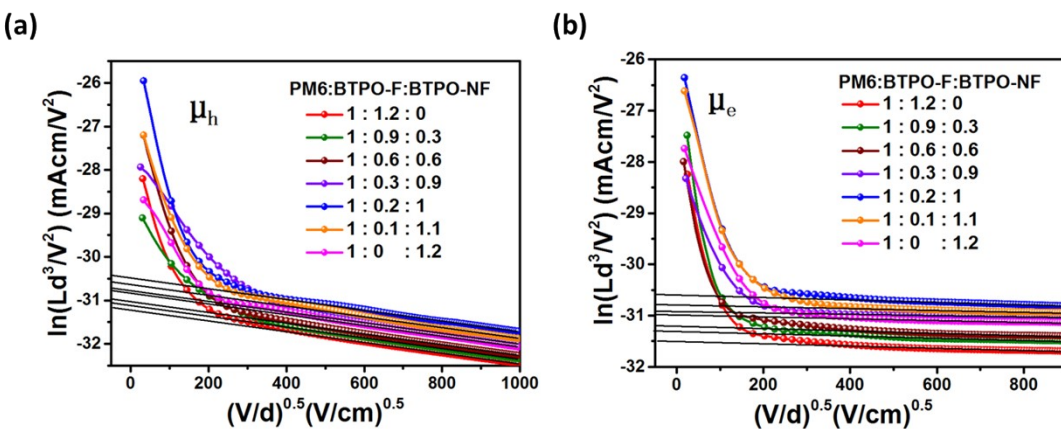 (a)
ln(Ld³/V²) (mAcm/V²)
-26
-27
-28
-29
-30
-31
-32
μh
PM6:BTPO-F:BTPO-NF
1 : 1.2 : 0
1 : 0.9 : 0.3
1 : 0.6 : 0.6
1 : 0.3 : 0.9
1 : 0.2 : 1
1 : 0.1 : 1.1
1 : 0 : 1.2
0 200 400 600 800 1000
(V/d)^0.5 (V/cm)^0.5
(b)
ln(Ld³/V²) (mAcm/V²)
-26
-27
-28
-29
-30
-31
-32
μe
PM6:BTPO-F:BTPO-NF
1 : 1.2 : 0
1 : 0.9 : 0.3
1 : 0.6 : 0.6
1 : 0.3 : 0.9
1 : 0.2 : 1
1 : 0.1 : 1.1
1 : 0 : 1.2
0 200 400 600 800
(V/d)^0.5 (V/cm)^0.5